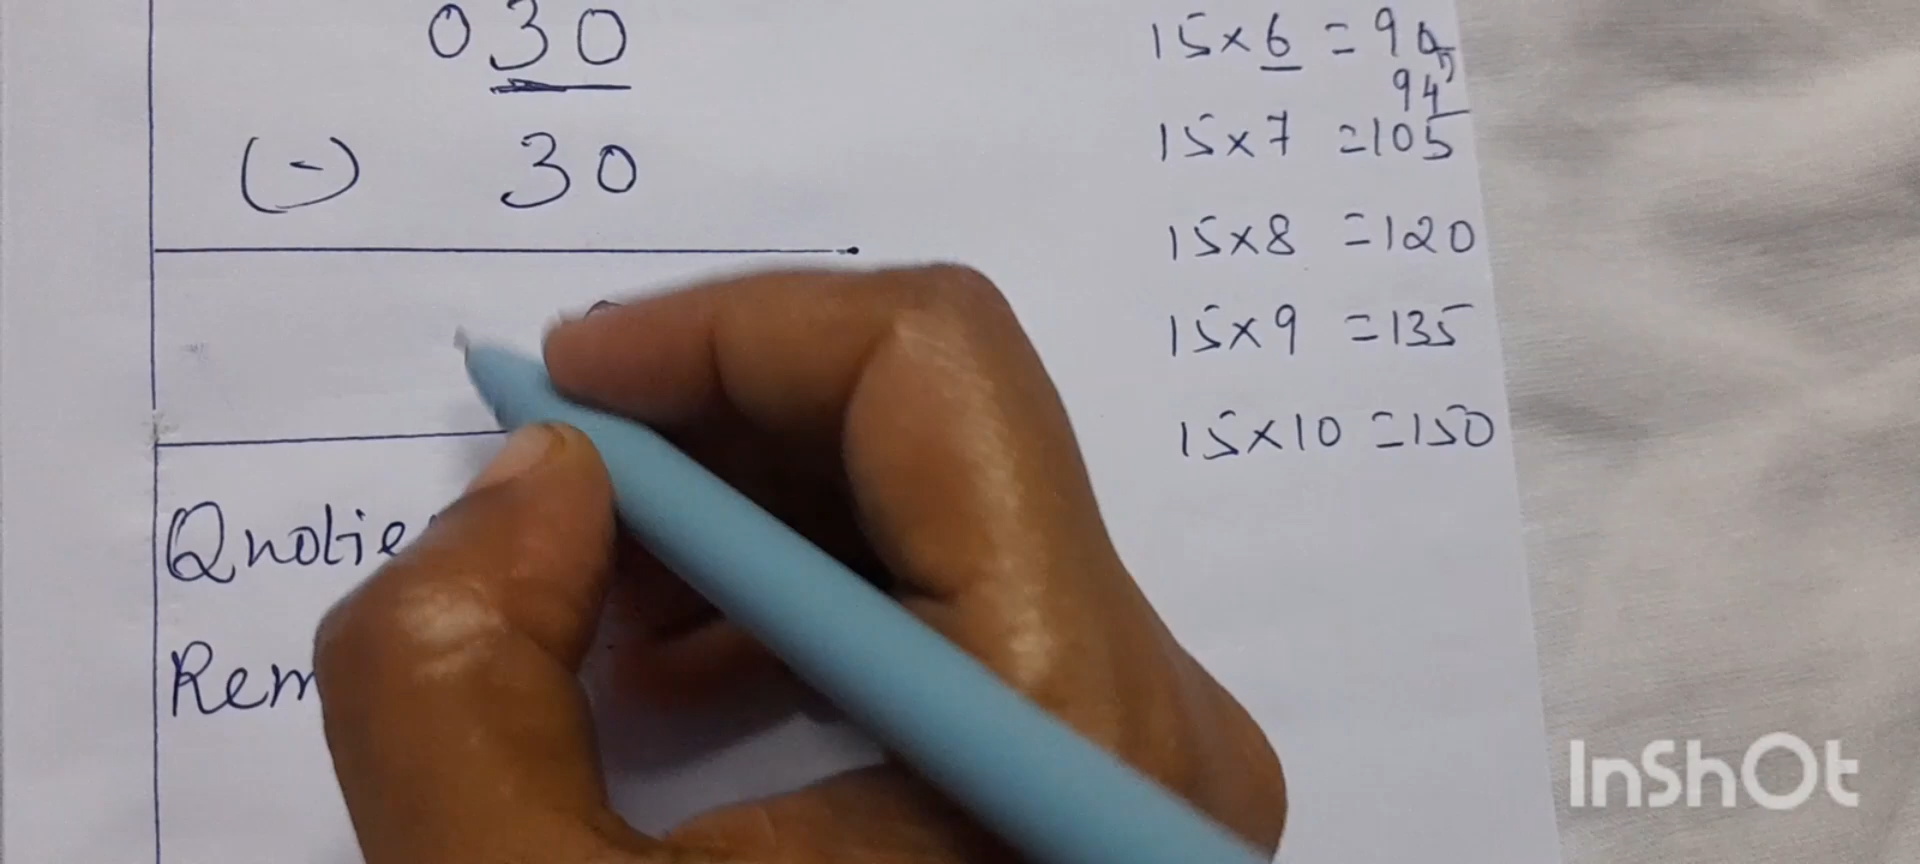 030
(-) 30
Quotie
Rem
15×6 =90
94
15×7 =105
15×8 =120
15×9 =135
15×10 =150
InShOt